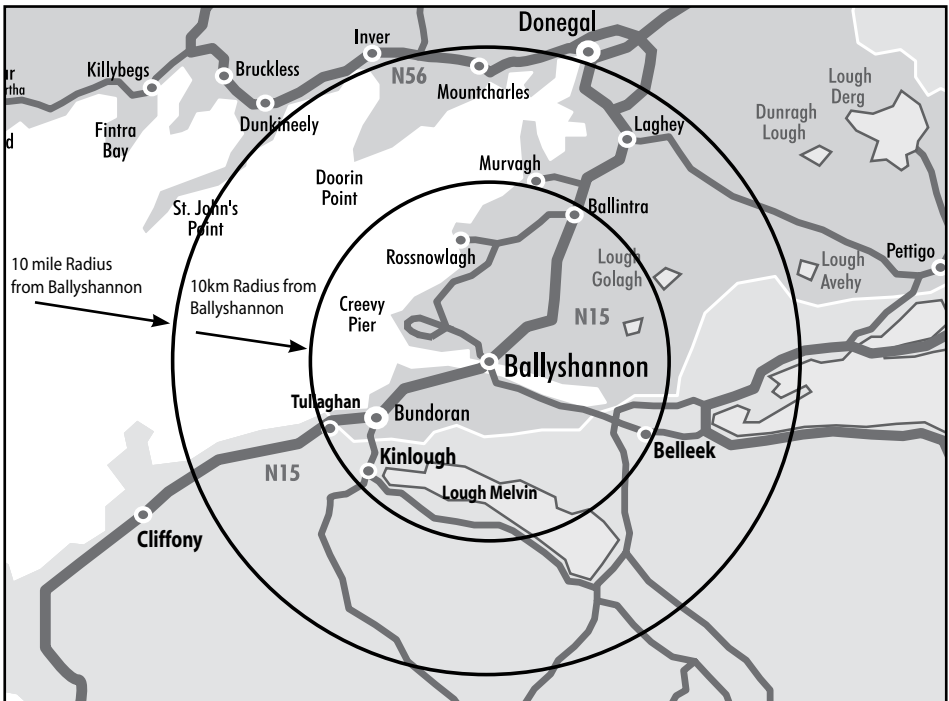 Donegal
Inver
Killybegs
Bruckless
N56
Mountcharles
Dunkineely
Fintra
Bay
Lough
Derg
Dunragh
Lough
Laghey
Murvagh
Doorin
Point
St. John's
Point
Ballintra
Rossnowlagh
Lough
Golagh
Lough
Avehy
Pettigo
10 mile Radius
from Ballyshannon
10km Radius from
Ballyshannon
Creevy
Pier
N15
Ballyshannon
Tullaghan
Bundoran
Belleek
Kinlough
N15
Lough Melvin
Cliffony